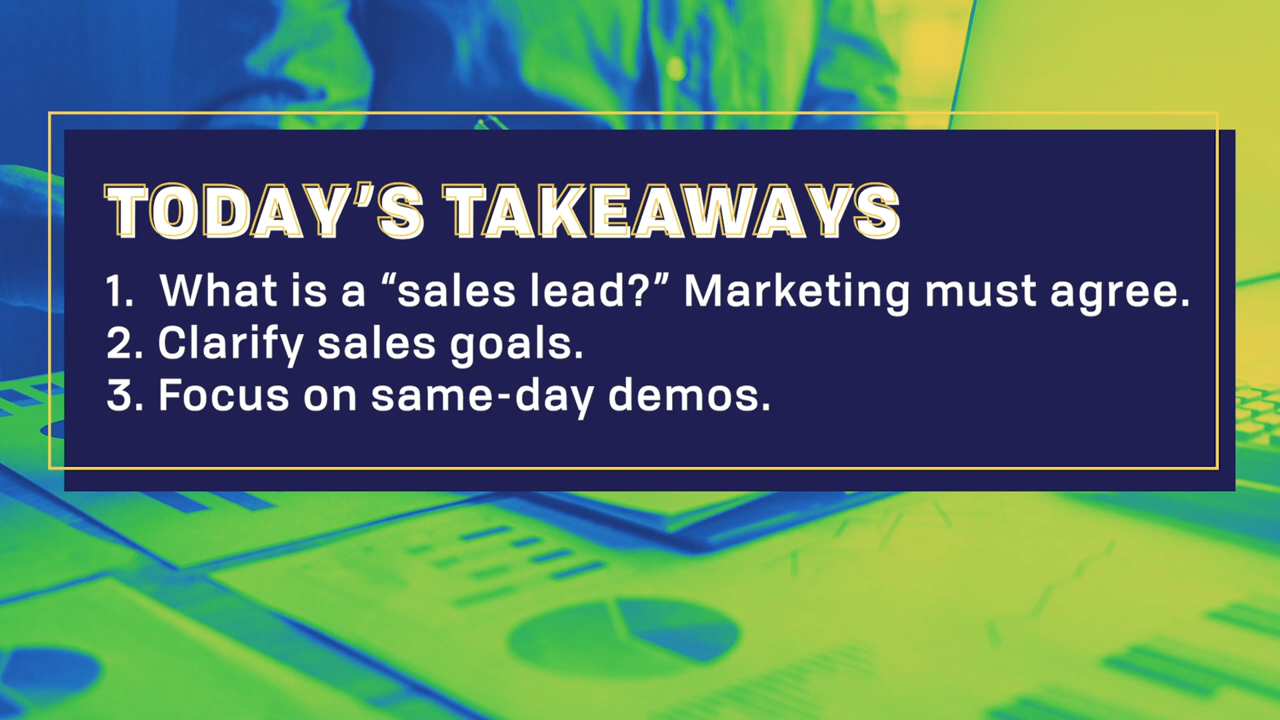 TODAY’S TAKEAWAYS
1. What is a “sales lead?” Marketing must agree.
2. Clarify sales goals.
3. Focus on same-day demos.